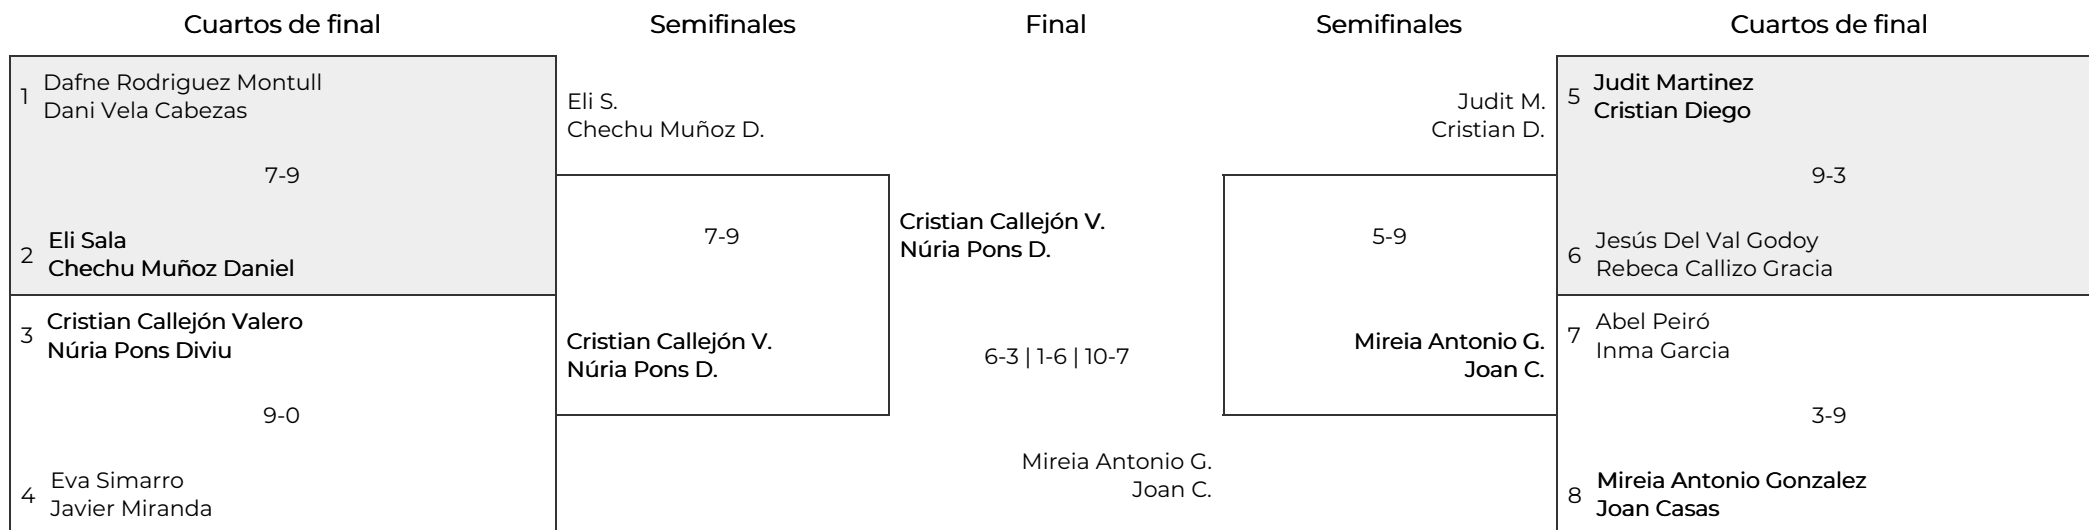 Cuartos de final
Semifinales
Final
Semifinales
Cuartos de final
1
Dafne Rodriguez Montull
Dani Vela Cabezas
7-9
2
Eli Sala
Chechu Muñoz Daniel
3
Cristian Callejón Valero
Núria Pons Diviu
9-0
4
Eva Simarro
Javier Miranda
Eli S.
Chechu Muñoz D.
7-9
Cristian Callejón V.
Núria Pons D.
Cristian Callejón V.
Núria Pons D.
6-3 | 1-6 | 10-7
Mireia Antonio G.
Joan C.
Judit M.
Cristian D.
5-9
Mireia Antonio G.
Joan C.
5
Judit Martinez
Cristian Diego
9-3
6
Jesús Del Val Godoy
Rebeca Callizo Gracia
7
Abel Peiró
Inma Garcia
3-9
8
Mireia Antonio Gonzalez
Joan Casas